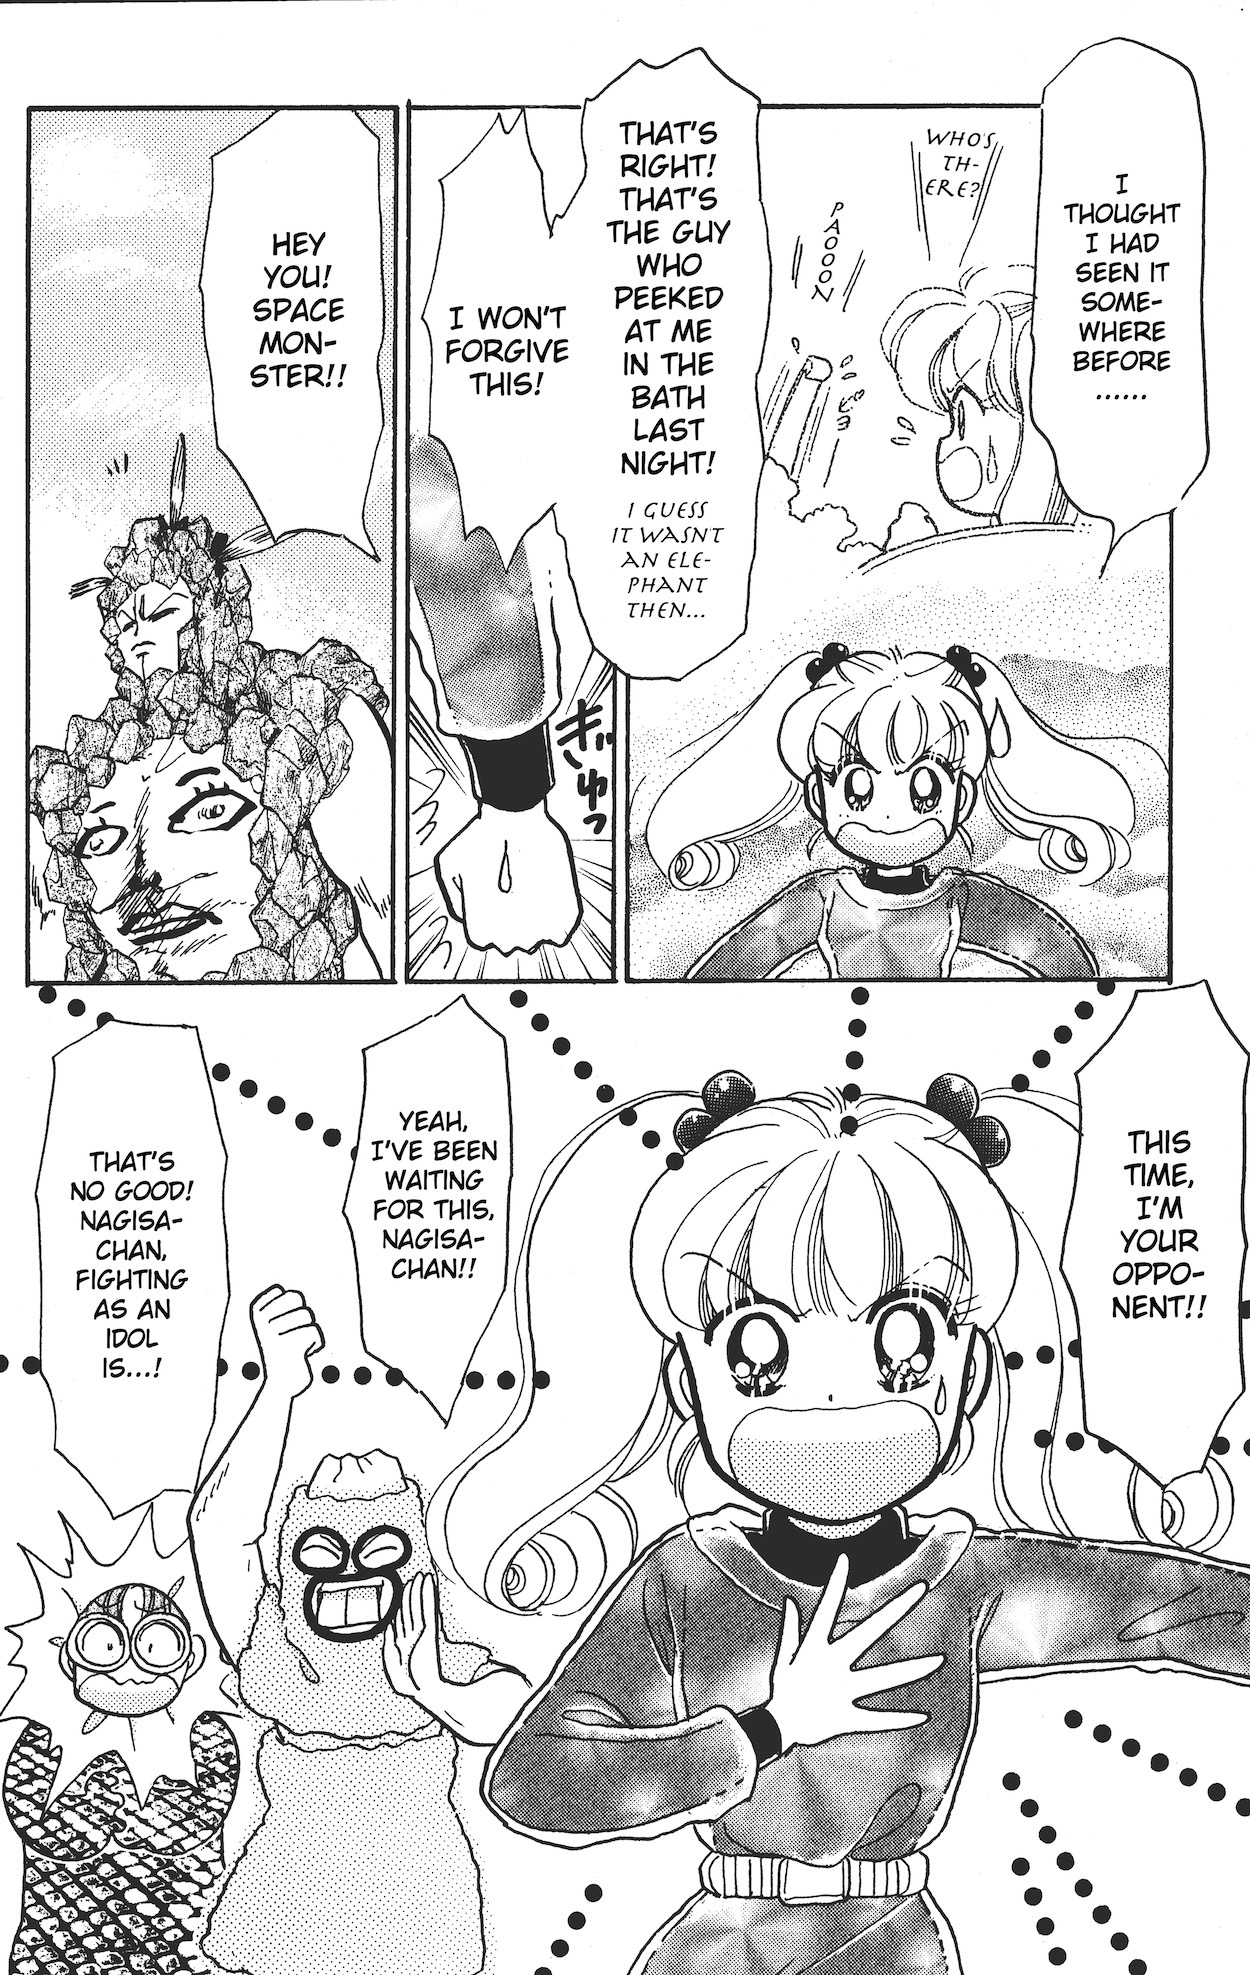 I
THOUGHT
I HAD
SEEN IT
SOME-
WHERE
BEFORE
......
WHO'S
TH-
ERE?
PAOOON
THAT'S
RIGHT!
THAT'S
THE GUY
WHO
PEEKED
AT ME
IN THE
BATH
LAST
NIGHT!
I GUESS
IT WASN'T
AN ELE-
PHANT
THEN...
I WON'T
FORGIVE
THIS!
ぎゅっ
HEY
YOU!
SPACE
MON-
STER!!
THIS
TIME,
I'M
YOUR
OPPO-
NENT!!
YEAH,
I'VE BEEN
WAITING
FOR THIS,
NAGISA-
CHAN!!
THAT'S
NO GOOD!
NAGISA-
CHAN,
FIGHTING
AS AN
IDOL
IS...!